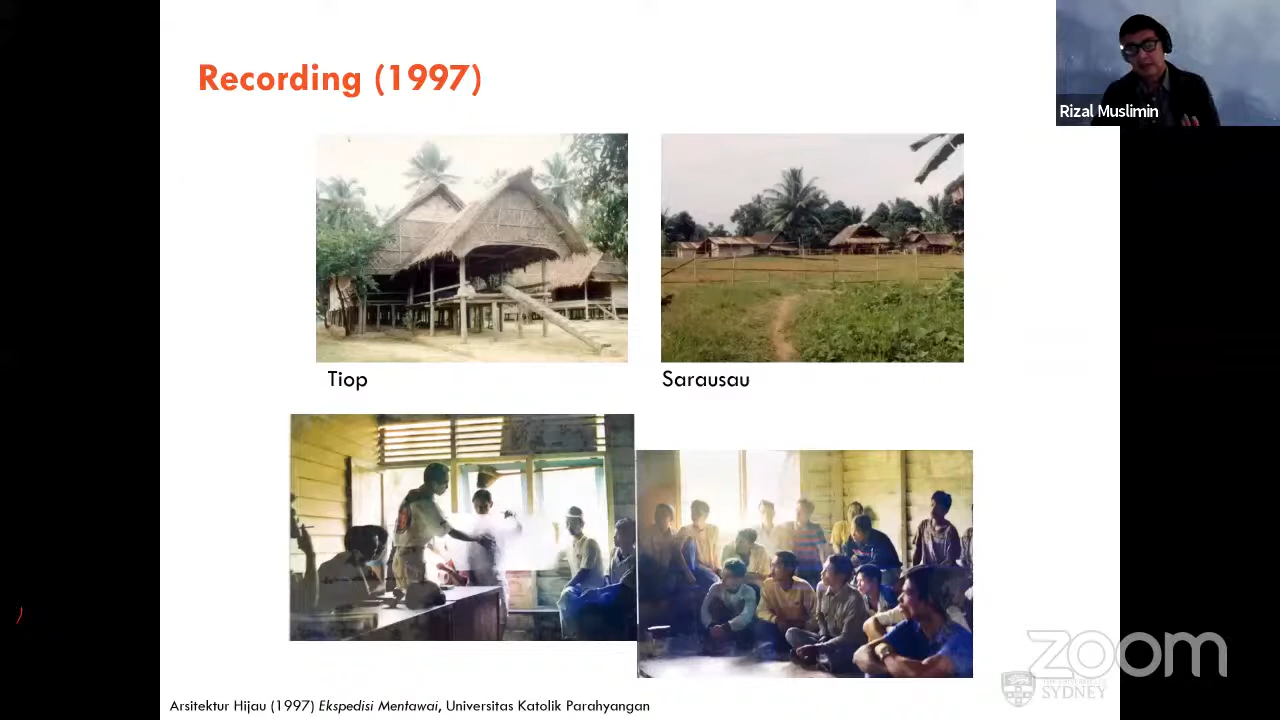 Recording (1997)
Rizal Muslimin
Tiop
Sarausau
Arsitektur Hijau (1997) Ekspedisi Mentawai, Universitas Katolik Parahyangan
zoom
SYDNEY